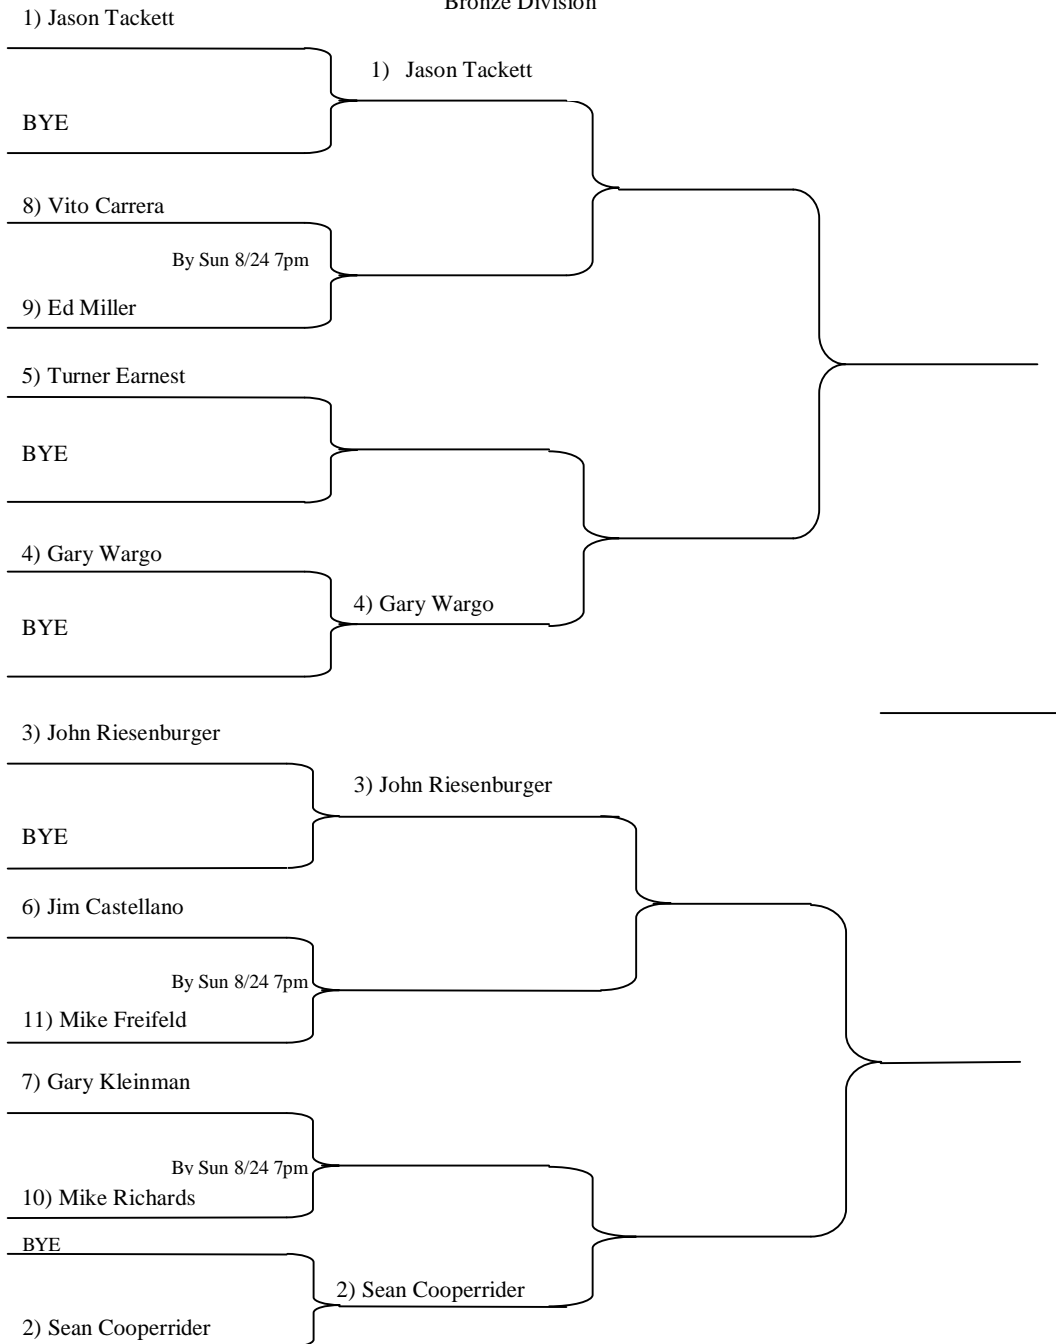 Bronze Division
1) Jason Tackett
1) Jason Tackett
BYE
8) Vito Carrera
By Sun 8/24 7pm
9) Ed Miller
5) Turner Earnest
BYE
4) Gary Wargo
4) Gary Wargo
BYE
3) John Riesenburger
3) John Riesenburger
BYE
6) Jim Castellano
By Sun 8/24 7pm
11) Mike Freifeld
7) Gary Kleinman
By Sun 8/24 7pm
10) Mike Richards
BYE
2) Sean Cooperrider
2) Sean Cooperrider